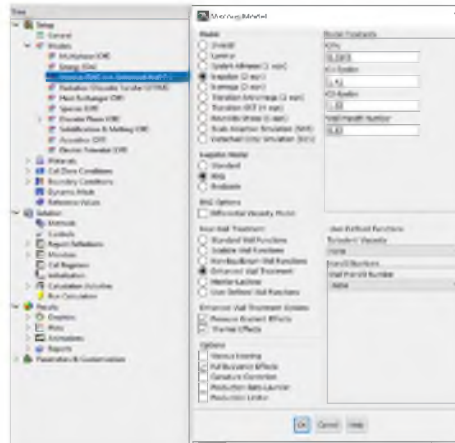 Tree
Setup
General
Models
Multiphase (Off)
Energy (On)
Radiation (Discrete Ordinates (DO))
Heat Exchanger (Off)
Species (Off)
Discrete Phase (Off)
Solidification & Melting (Off)
Acoustics (Off)
Electric Potential (Off)
Materials
Cell Zone Conditions
Boundary Conditions
Dynamic Mesh
Reference Values
Solution
Methods
Controls
Report Definitions
Monitors
Cell Registers
Initialization
Calculation Activities
Run Calculation
Results
Graphics
Plots
Animations
Reports
Parameters & Customization
Viscous Model
Model
Inviscid
Laminar
Spalart-Allmaras (1 eqn)
k-epsilon (2 eqn)
k-omega (2 eqn)
Transition k-kl-omega (3 eqn)
Transition SST (4 eqn)
Reynolds Stress (5 eqn)
Scale-Adaptive Simulation (SAS)
Detached Eddy Simulation (DES)
k-epsilon Model
Standard
RNG
Realizable
RNG Options
Differential Viscosity Model
Near-Wall Treatment
Standard Wall Functions
Scalable Wall Functions
Non-Equilibrium Wall Functions
Enhanced Wall Treatment
Menter-Lechner
User-Defined Wall Functions
Enhanced Wall Treatment Options
Pressure Gradient Effects
Thermal Effects
Options
Viscous Heating
Full Buoyancy Effects
Curvature Correction
Production Kato-Launder
Production Limiter
Model Constants
Cmu
C1-Epsilon
1.42
C2-Epsilon
1.68
Wall Prandtl Number
0.85
User-Defined Functions
Turbulent Viscosity
none
Prandtl Numbers
Wall Prandtl Number
none
OK
Cancel
Help